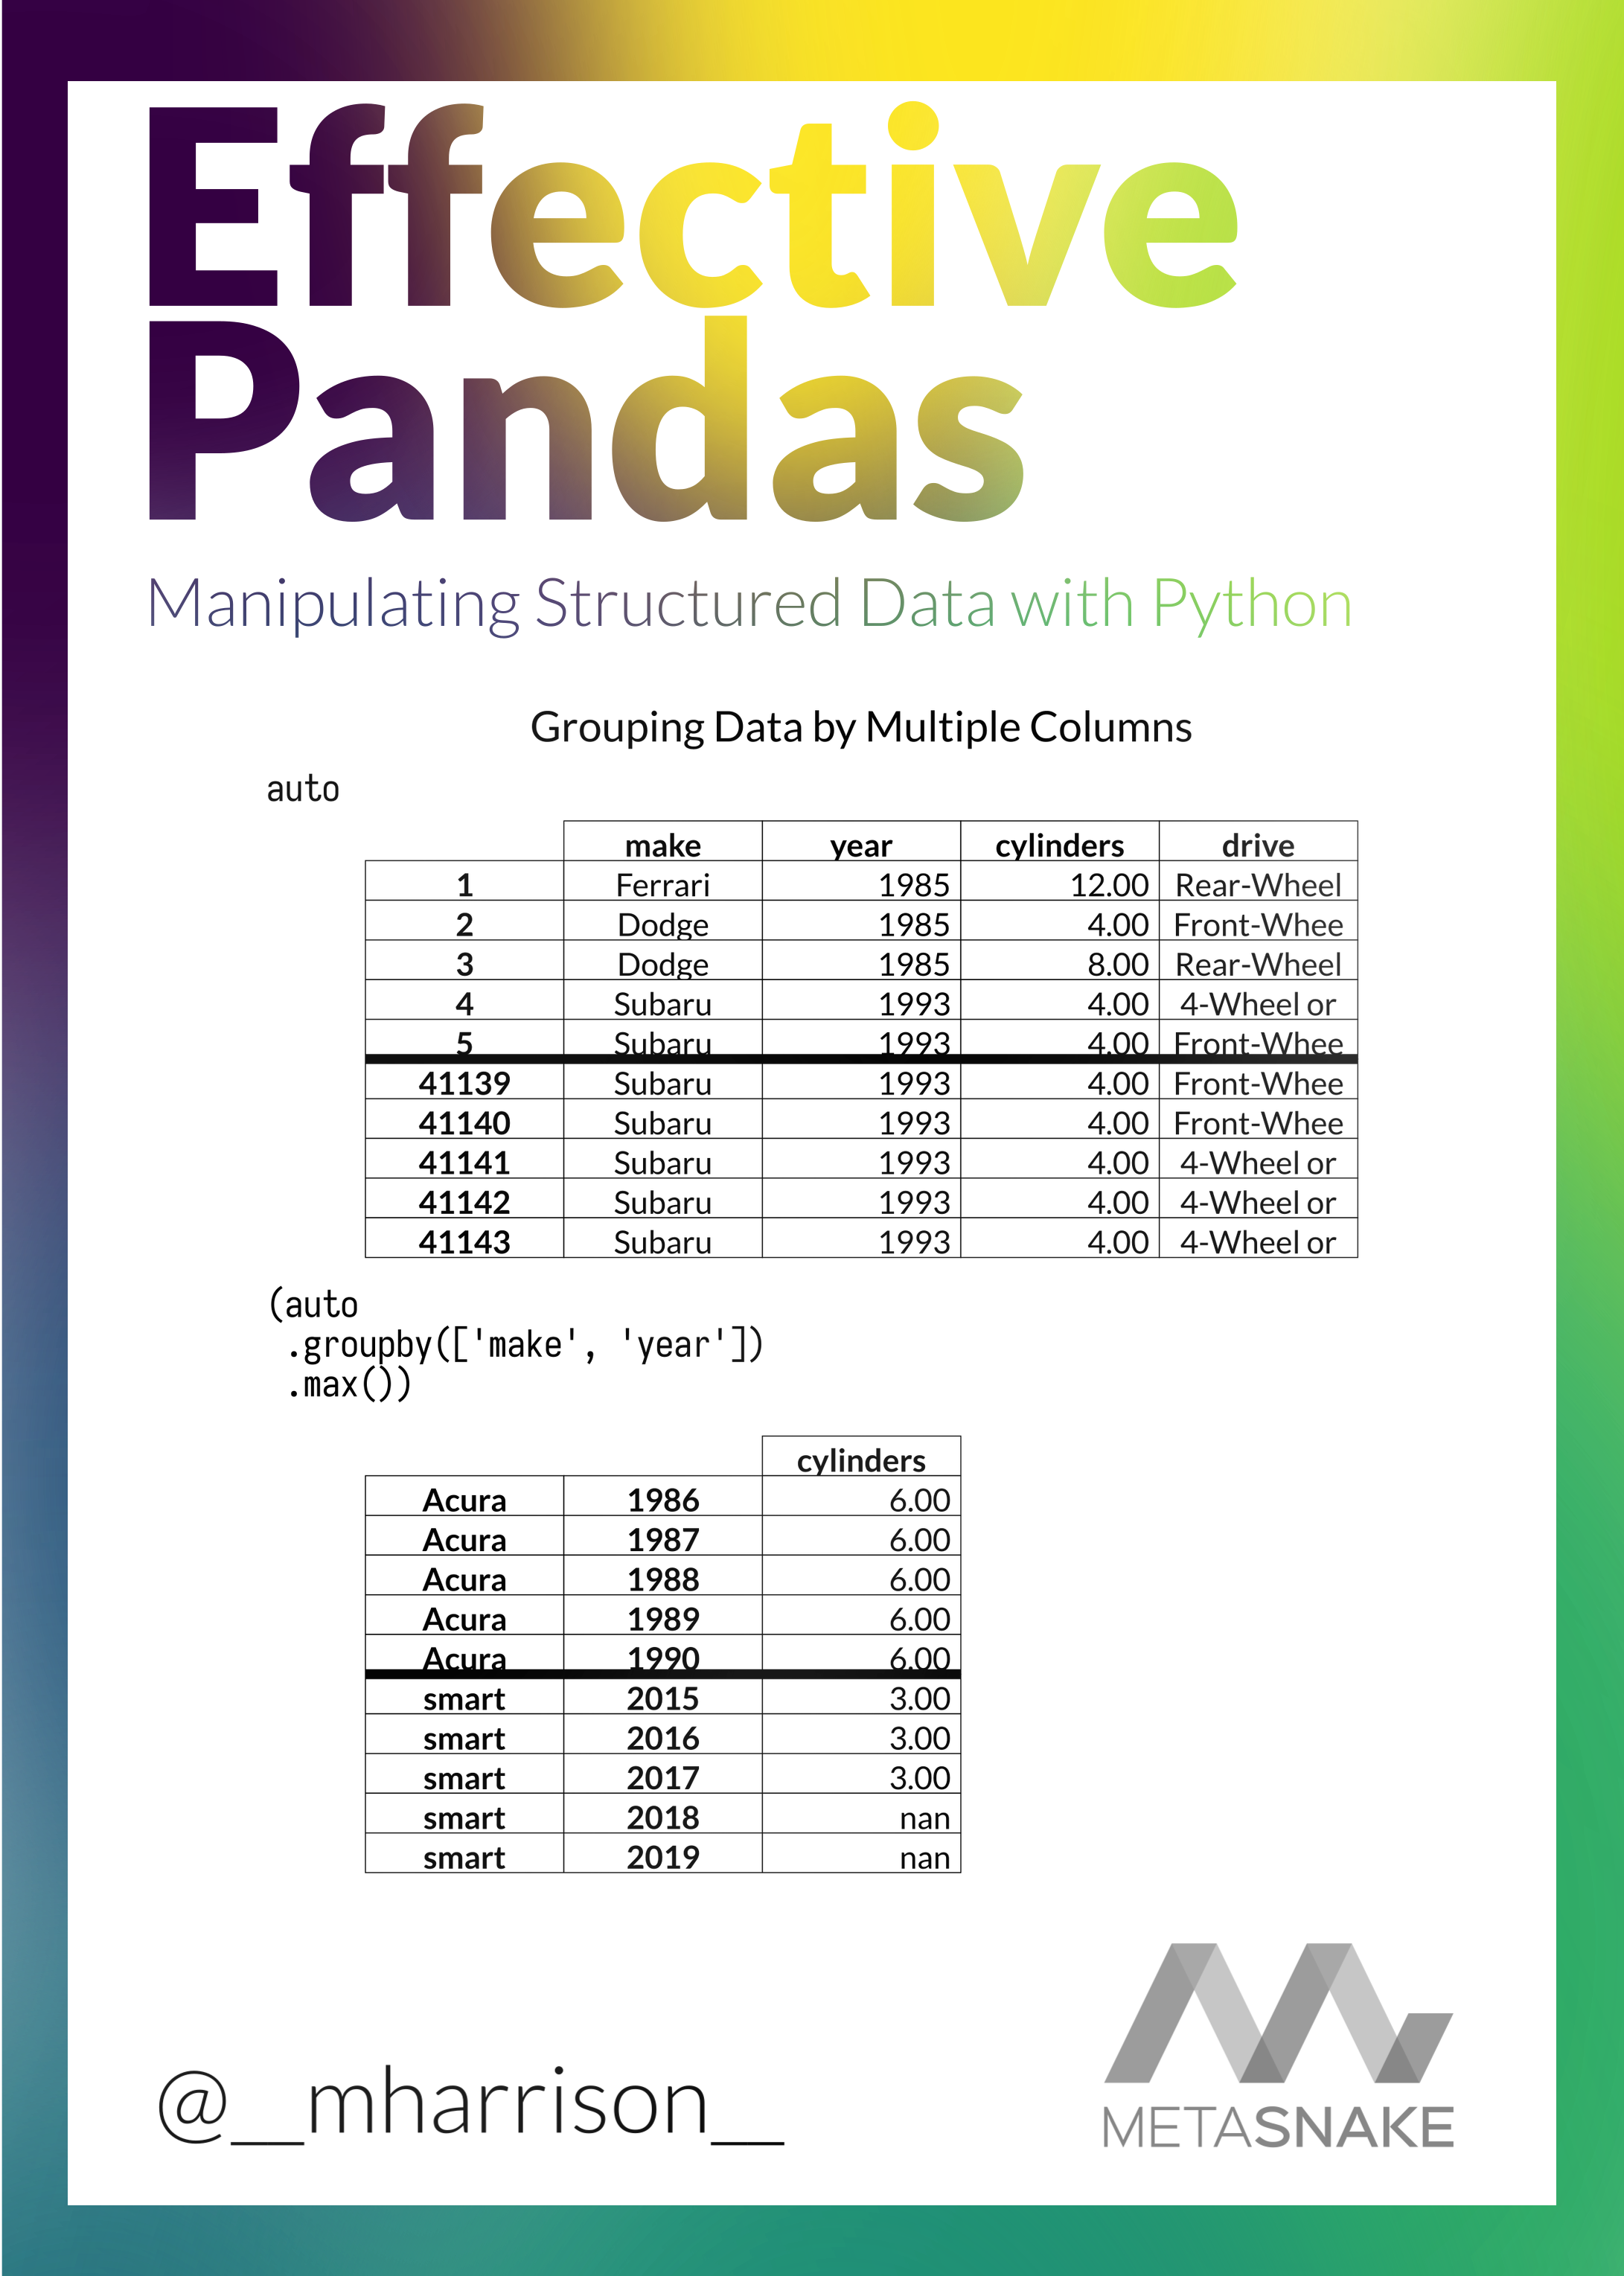 Effective
Pandas
Manipulating Structured Data with Python
Grouping Data by Multiple Columns
auto
make year cylinders drive
1 Ferrari 1985 12.00 Rear-Wheel
2 Dodge 1985 4.00 Front-Whee
3 Dodge 1985 8.00 Rear-Wheel
4 Subaru 1993 4.00 4-Wheel or
5 Subaru 1993 4.00 Front-Whee
41139 Subaru 1993 4.00 Front-Whee
41140 Subaru 1993 4.00 Front-Whee
41141 Subaru 1993 4.00 4-Wheel or
41142 Subaru 1993 4.00 4-Wheel or
41143 Subaru 1993 4.00 4-Wheel or
(auto
.groupby(['make', 'year'])
.max())
cylinders
Acura 1986 6.00
Acura 1987 6.00
Acura 1988 6.00
Acura 1989 6.00
Acura 1990 6.00
smart 2015 3.00
smart 2016 3.00
smart 2017 3.00
smart 2018 nan
smart 2019 nan
@__mharrison__
METASNAKE